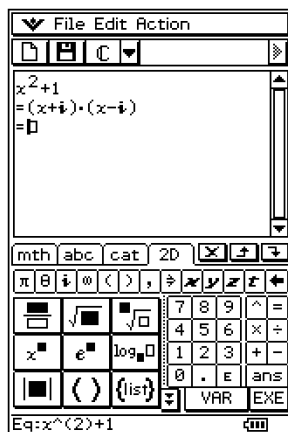 File Edit Action
ℂ
x²+1
=(x+i)·(x-i)
=□
mth abc cat 2D
π θ i ∞ ( ) , ⇒ x y z t ←
√■ ■√□ 7 8 9 ^ =
4 5 6 × ÷
x■ e■ log■□ 1 2 3 + -
0 . E ans
|■| ( ) {list} VAR EXE
Eq:x^(2)+1